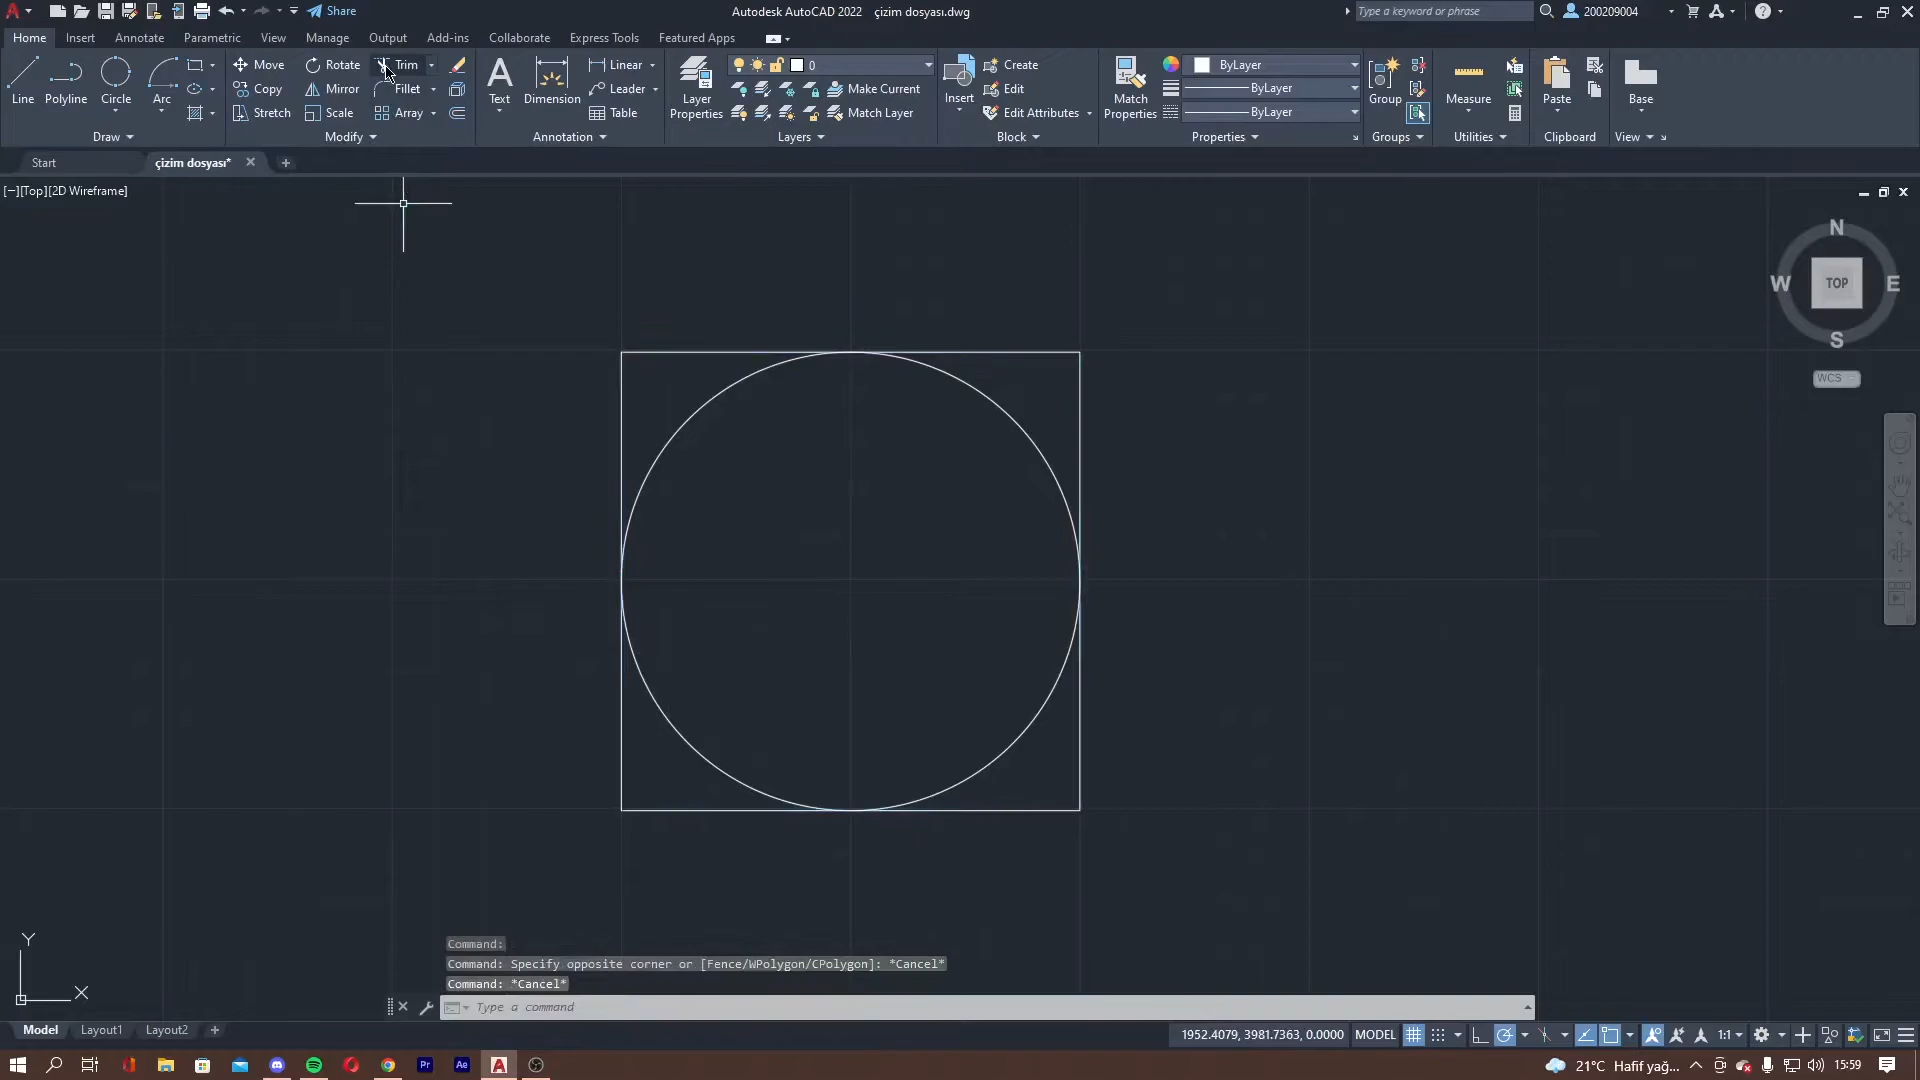 Share
Autodesk AutoCAD 2022 çizim dosyası.dwg
Type a keyword or phrase
200209004
Home Insert Annotate Parametric View Manage Output Add-ins Collaborate Express Tools Featured Apps
Line Polyline Circle Arc
Draw
Move Rotate Trim
Copy Mirror Fillet
Stretch Scale Array
Modify
Text Dimension
Linear
Leader
Table
Annotation
Layer Properties
0
Make Current
Match Layer
Layers
Insert
Create
Edit
Edit Attributes
Block
Match Properties
ByLayer
ByLayer
ByLayer
Properties
Group
Groups
Measure
Utilities
Paste
Clipboard
Base
View
Start çizim dosyası*
[−][Top][2D Wireframe]
N
W TOP E
S
WCS
Y
X
Command:
Command: Specify opposite corner or [Fence/WPolygon/CPolygon]: *Cancel*
Command: *Cancel*
Type a command
Model Layout1 Layout2
1952.4079, 3981.7363, 0.0000 MODEL 1:1
Pr Ae A
21°C Hafif yağ... 15:59